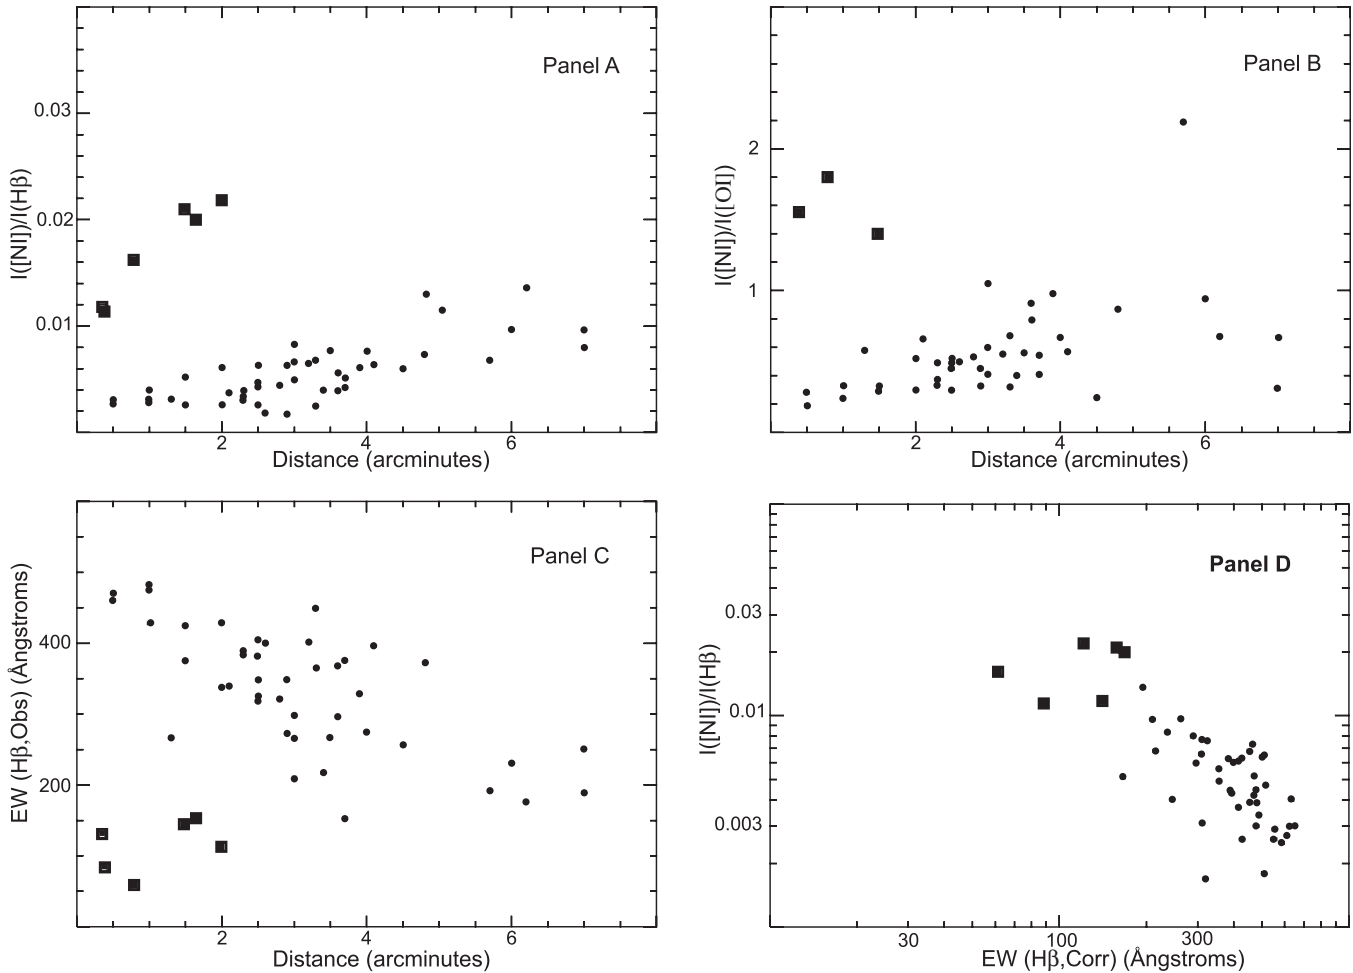 Panel A
0.03
0.02
0.01
I([NI])/I(Hβ)
2 4 6
Distance (arcminutes)
Panel B
2
1
I([NI])/I([OI])
2 4 6
Distance (arcminutes)
Panel C
400
200
EW (Hβ,Obs) (Ångstroms)
2 4 6
Distance (arcminutes)
Panel D
0.03
0.01
0.003
I([NI])/I(Hβ)
30 100 300
EW (Hβ,Corr) (Ångstroms)